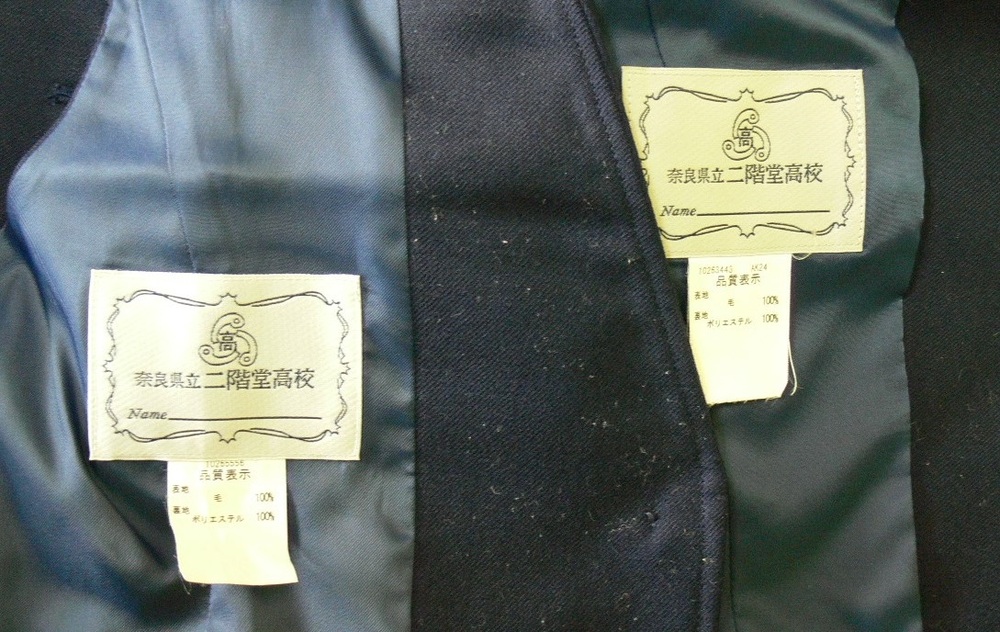 高
奈良県立二階堂高校
Name
品質表示
表地 毛 100%
裏地 ポリエステル 100%
高
奈良県立二階堂高校
Name
10263443 AK24
品質表示
表地 毛 100%
裏地 ポリエステル 100%